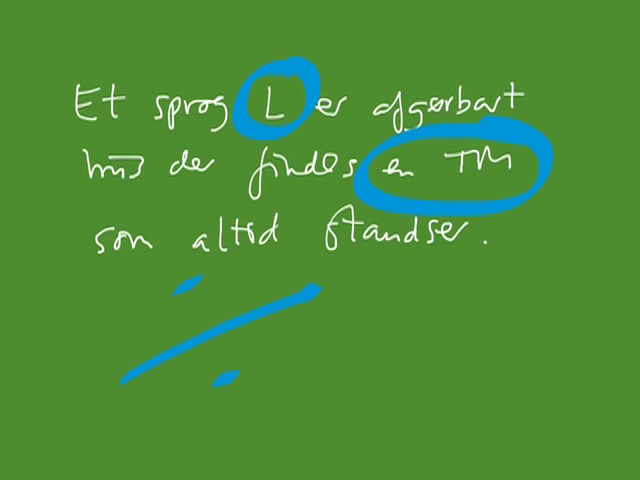 Et sprog L er afgørbart
hvis der findes en TM
som altid standser.